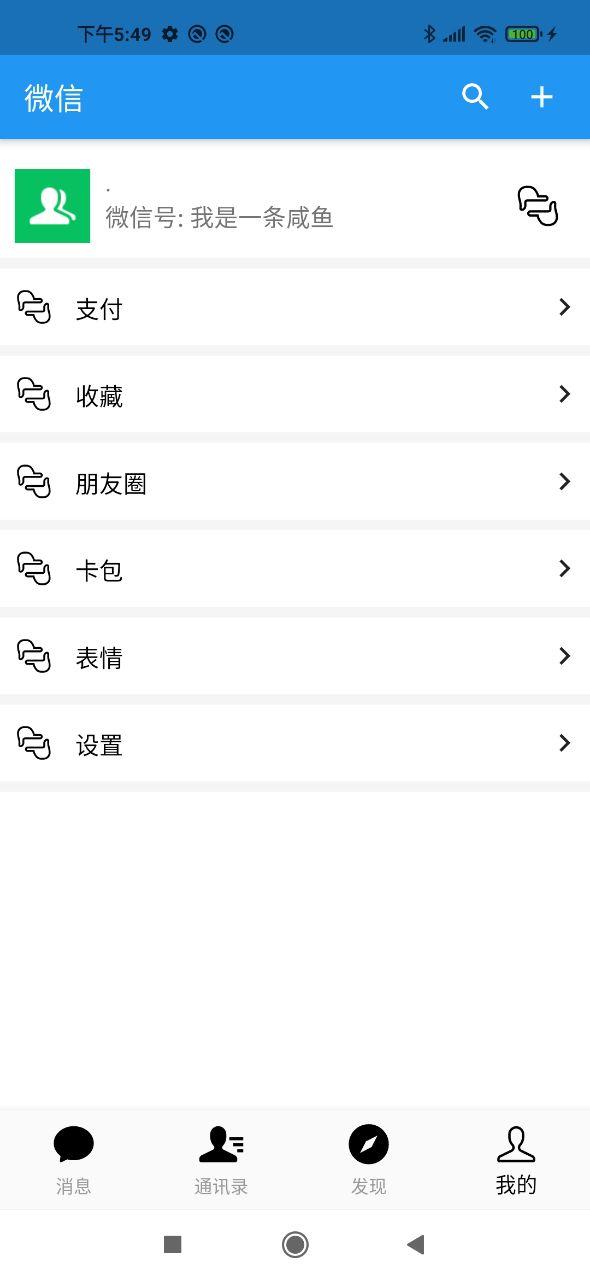 下午5:49
100
微信
.
微信号: 我是一条咸鱼
支付
收藏
朋友圈
卡包
表情
设置
消息 通讯录 发现 我的